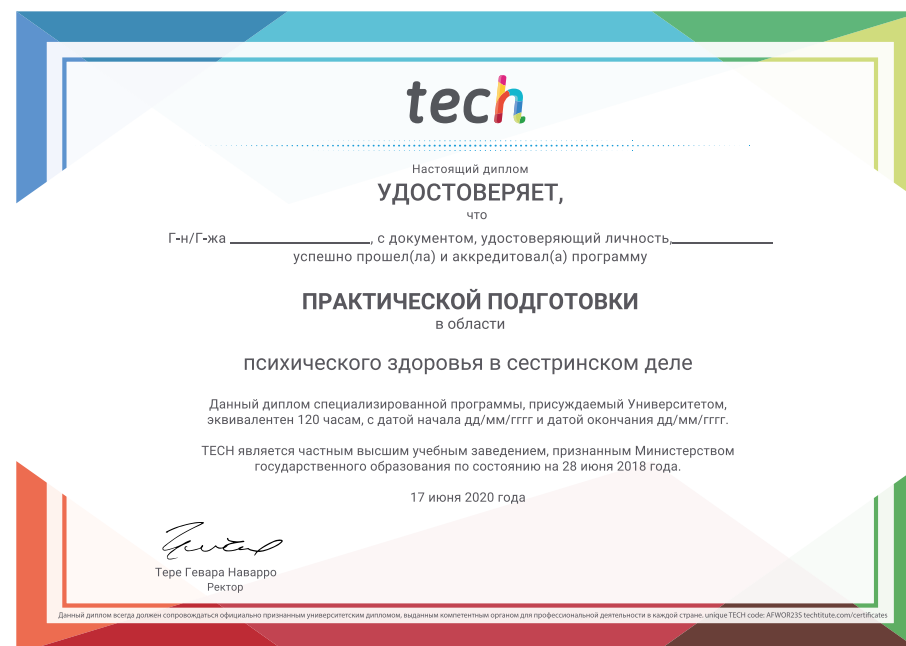 tech
Настоящий диплом
УДОСТОВЕРЯЕТ,
что
Г-н/Г-жа ____________________, с документом, удостоверяющий личность,______________
успешно прошел(ла) и аккредитовал(а) программу
ПРАКТИЧЕСКОЙ ПОДГОТОВКИ
в области
психического здоровья в сестринском деле
Данный диплом специализированной программы, присуждаемый Университетом,
эквивалентен 120 часам, с датой начала дд/мм/гггг и датой окончания дд/мм/гггг.
TECH является частным высшим учебным заведением, признанным Министерством
государственного образования по состоянию на 28 июня 2018 года.
17 июня 2020 года
Тере Гевара Наварро
Ректор
Данный диплом всегда должен сопровождаться официально признанным университетским дипломом, выданным компетентным органом для профессиональной деятельности в каждой стране. unique TECH code: AFWOR23S techtitute.com/certificates